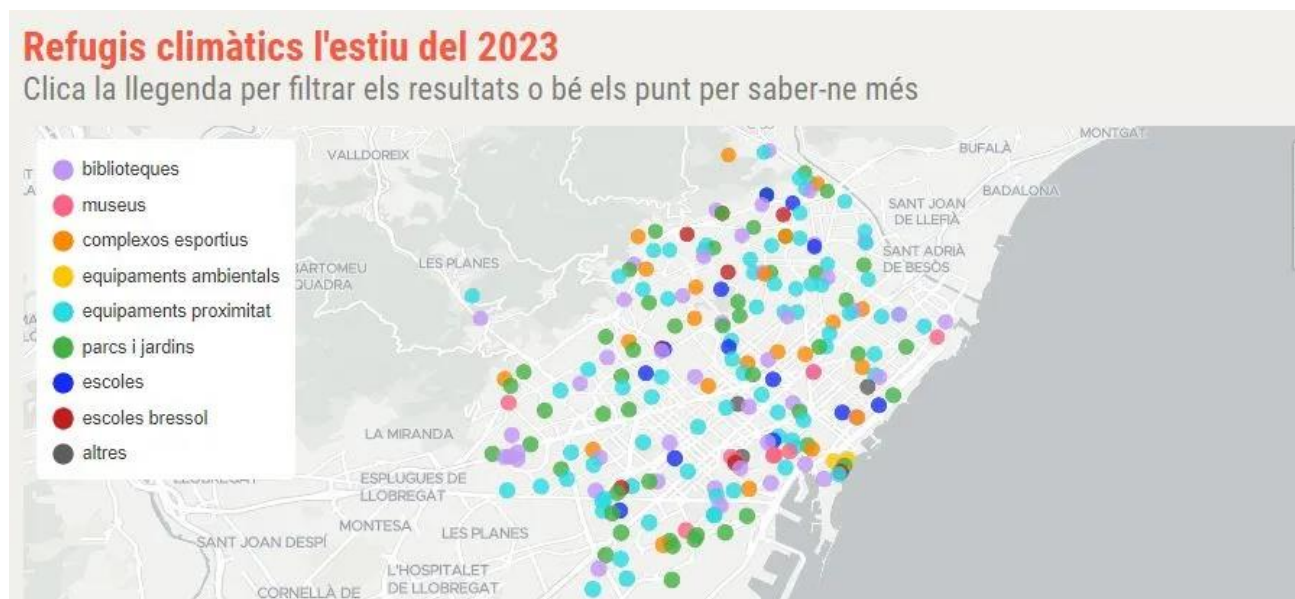 Refugis climàtics l'estiu del 2023
Clica la llegenda per filtrar els resultats o bé els punt per saber-ne més
biblioteques
museus
complexos esportius
equipaments ambientals
equipaments proximitat
parcs i jardins
escoles
escoles bressol
altres
MONTGAT
BUFALÀ
VALLDOREIX
BADALONA
SANT JOAN
DE LLEFIÀ
SANT ADRIÀ
DE BESÒS
LES PLANES
LA MIRANDA
ESPLUGUES DE
LLOBREGAT
MONTESA
LES PLANES
SANT JOAN DESPÍ
L'HOSPITALET
DE LLOBREGAT
CORNELLÀ DE